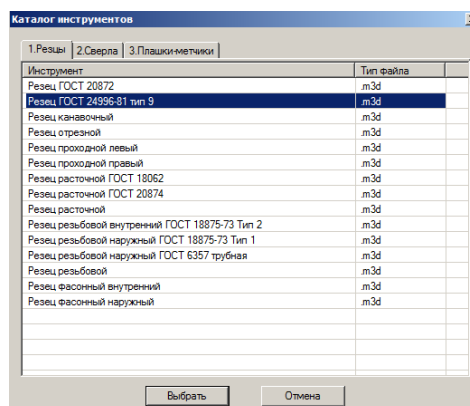 Каталог инструментов
1.Резцы 2.Сверла 3.Плашки-метчики
Инструмент Тип файла
Резец ГОСТ 20872 .m3d
Резец ГОСТ 24996-81 тип 9 .m3d
Резец канавочный .m3d
Резец отрезной .m3d
Резец проходной левый .m3d
Резец проходной правый .m3d
Резец расточной ГОСТ 18062 .m3d
Резец расточной ГОСТ 20874 .m3d
Резец расточной .m3d
Резец резьбовой внутренний ГОСТ 18875-73 Тип 2 .m3d
Резец резьбовой наружный ГОСТ 18875-73 Тип 1 .m3d
Резец резьбовой наружный ГОСТ 6357 трубная .m3d
Резец резьбовой .m3d
Резец фасонный внутренний .m3d
Резец фасонный наружный .m3d
Выбрать Отмена